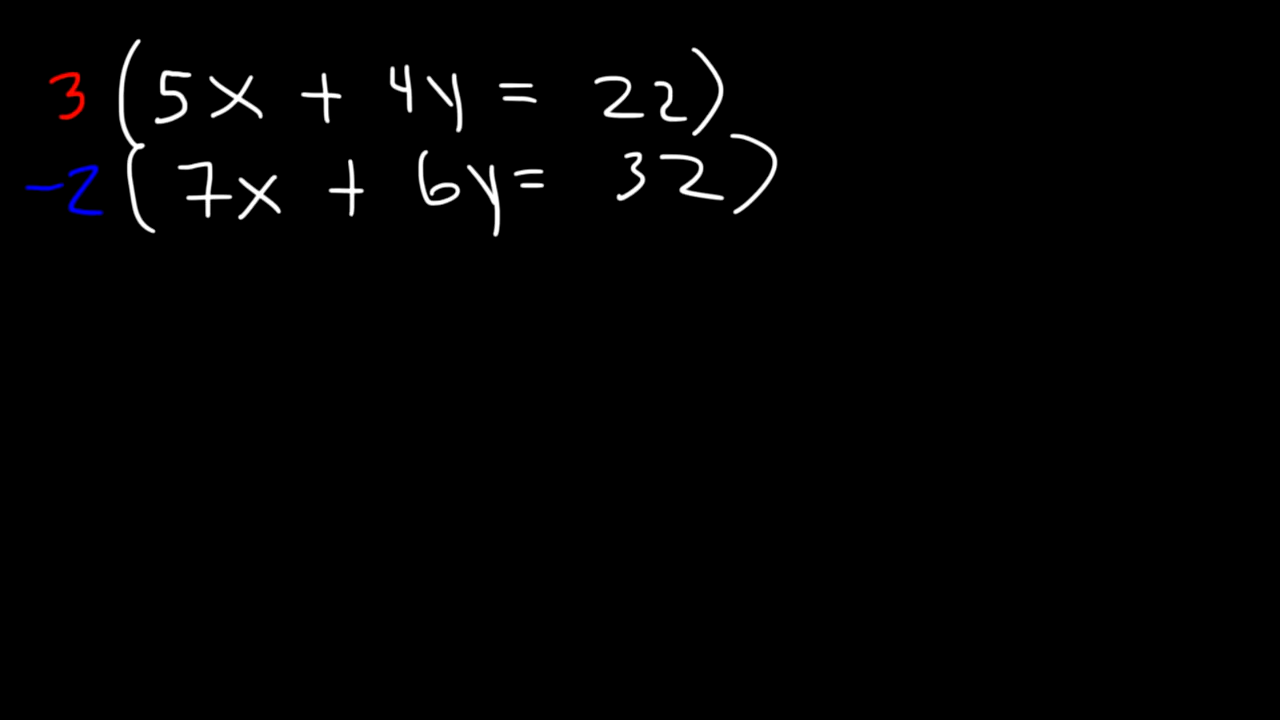 3 (5x + 4y = 22)
-2 (7x + 6y = 32)